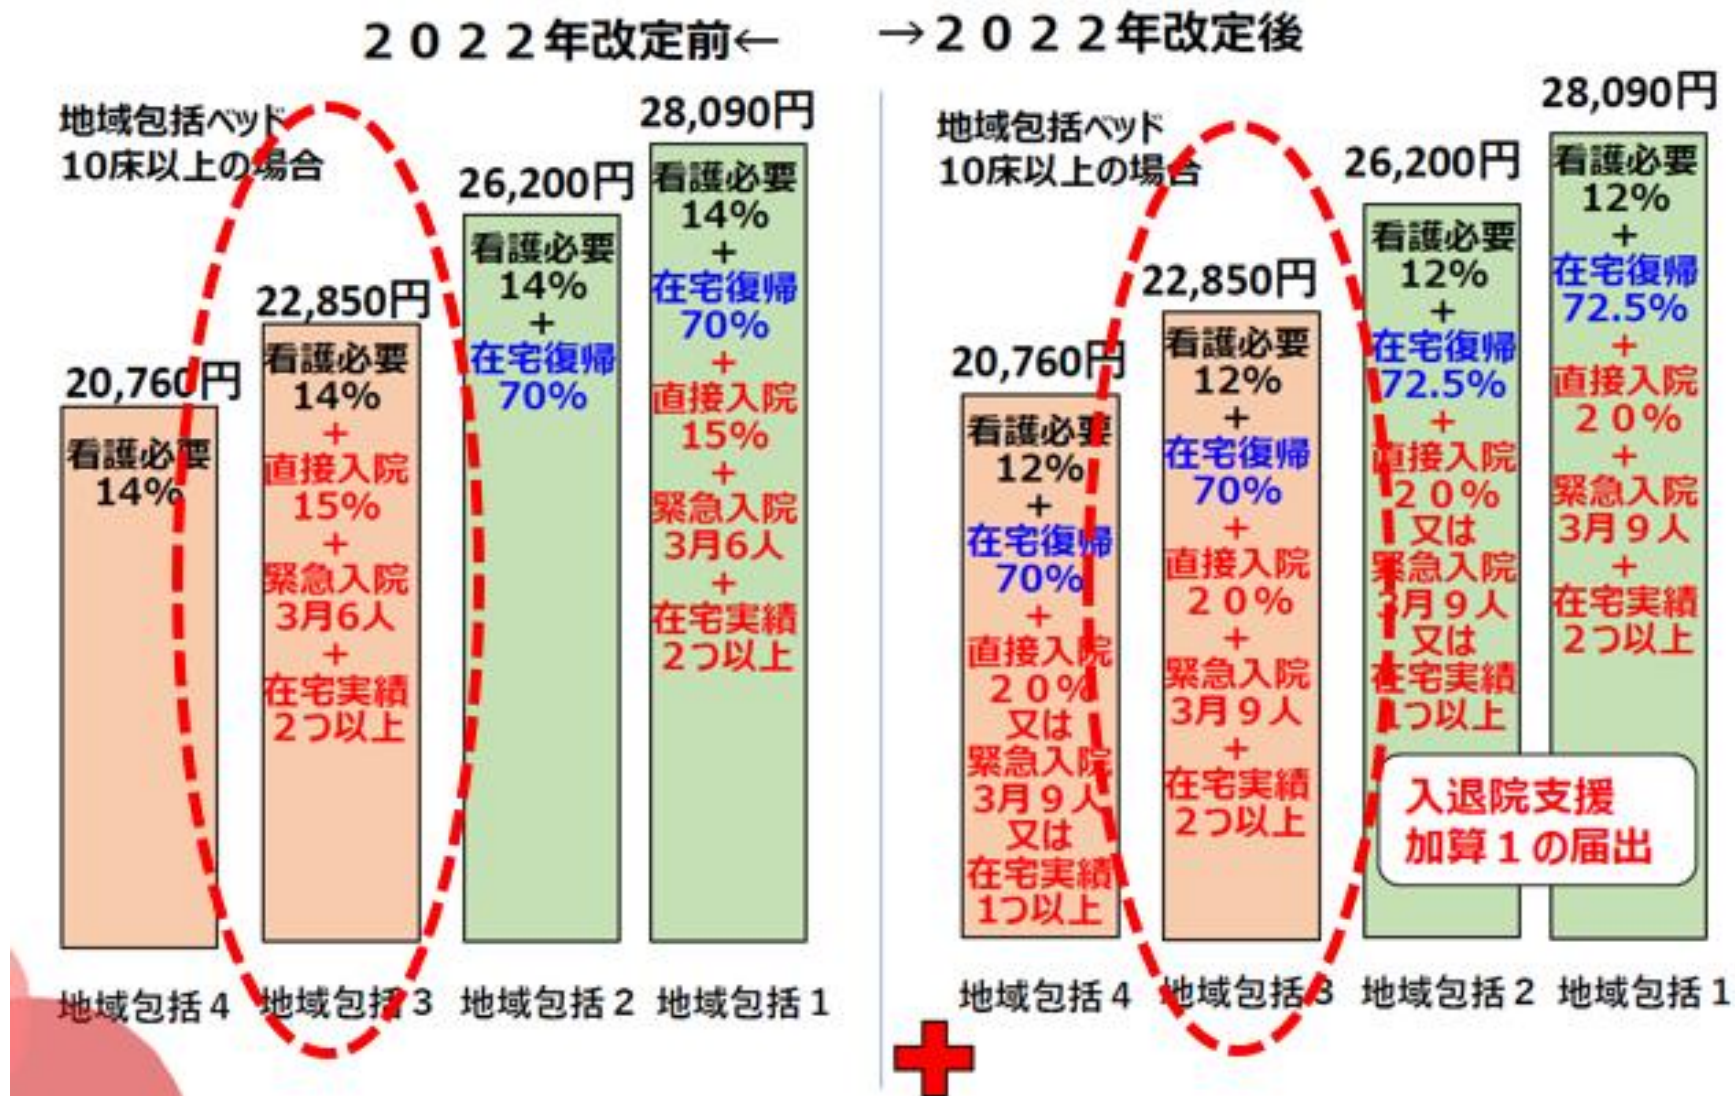 ２０２２年改定前←
地域包括ベッド
10床以上の場合
20,760円
看護必要
14%
地域包括４
22,850円
看護必要
14%
+
直接入院
15%
+
緊急入院
3月6人
+
在宅実績
2つ以上
地域包括３
26,200円
看護必要
14%
+
在宅復帰
70%
地域包括２
28,090円
看護必要
14%
+
在宅復帰
70%
+
直接入院
15%
+
緊急入院
3月6人
+
在宅実績
2つ以上
地域包括１
→２０２２年改定後
地域包括ベッド
10床以上の場合
20,760円
看護必要
12%
+
在宅復帰
70%
+
直接入院
２０%
又は
緊急入院
3月９人
又は
在宅実績
1つ以上
地域包括４
22,850円
看護必要
12%
+
在宅復帰
70%
+
直接入院
２０%
+
緊急入院
3月９人
+
在宅実績
2つ以上
地域包括３
26,200円
看護必要
12%
+
在宅復帰
72.5%
+
直接入院
２０%
又は
緊急入院
3月９人
又は
在宅実績
1つ以上
地域包括２
28,090円
看護必要
12%
+
在宅復帰
72.5%
+
直接入院
２０%
+
緊急入院
3月９人
+
在宅実績
2つ以上
地域包括１
入退院支援
加算１の届出